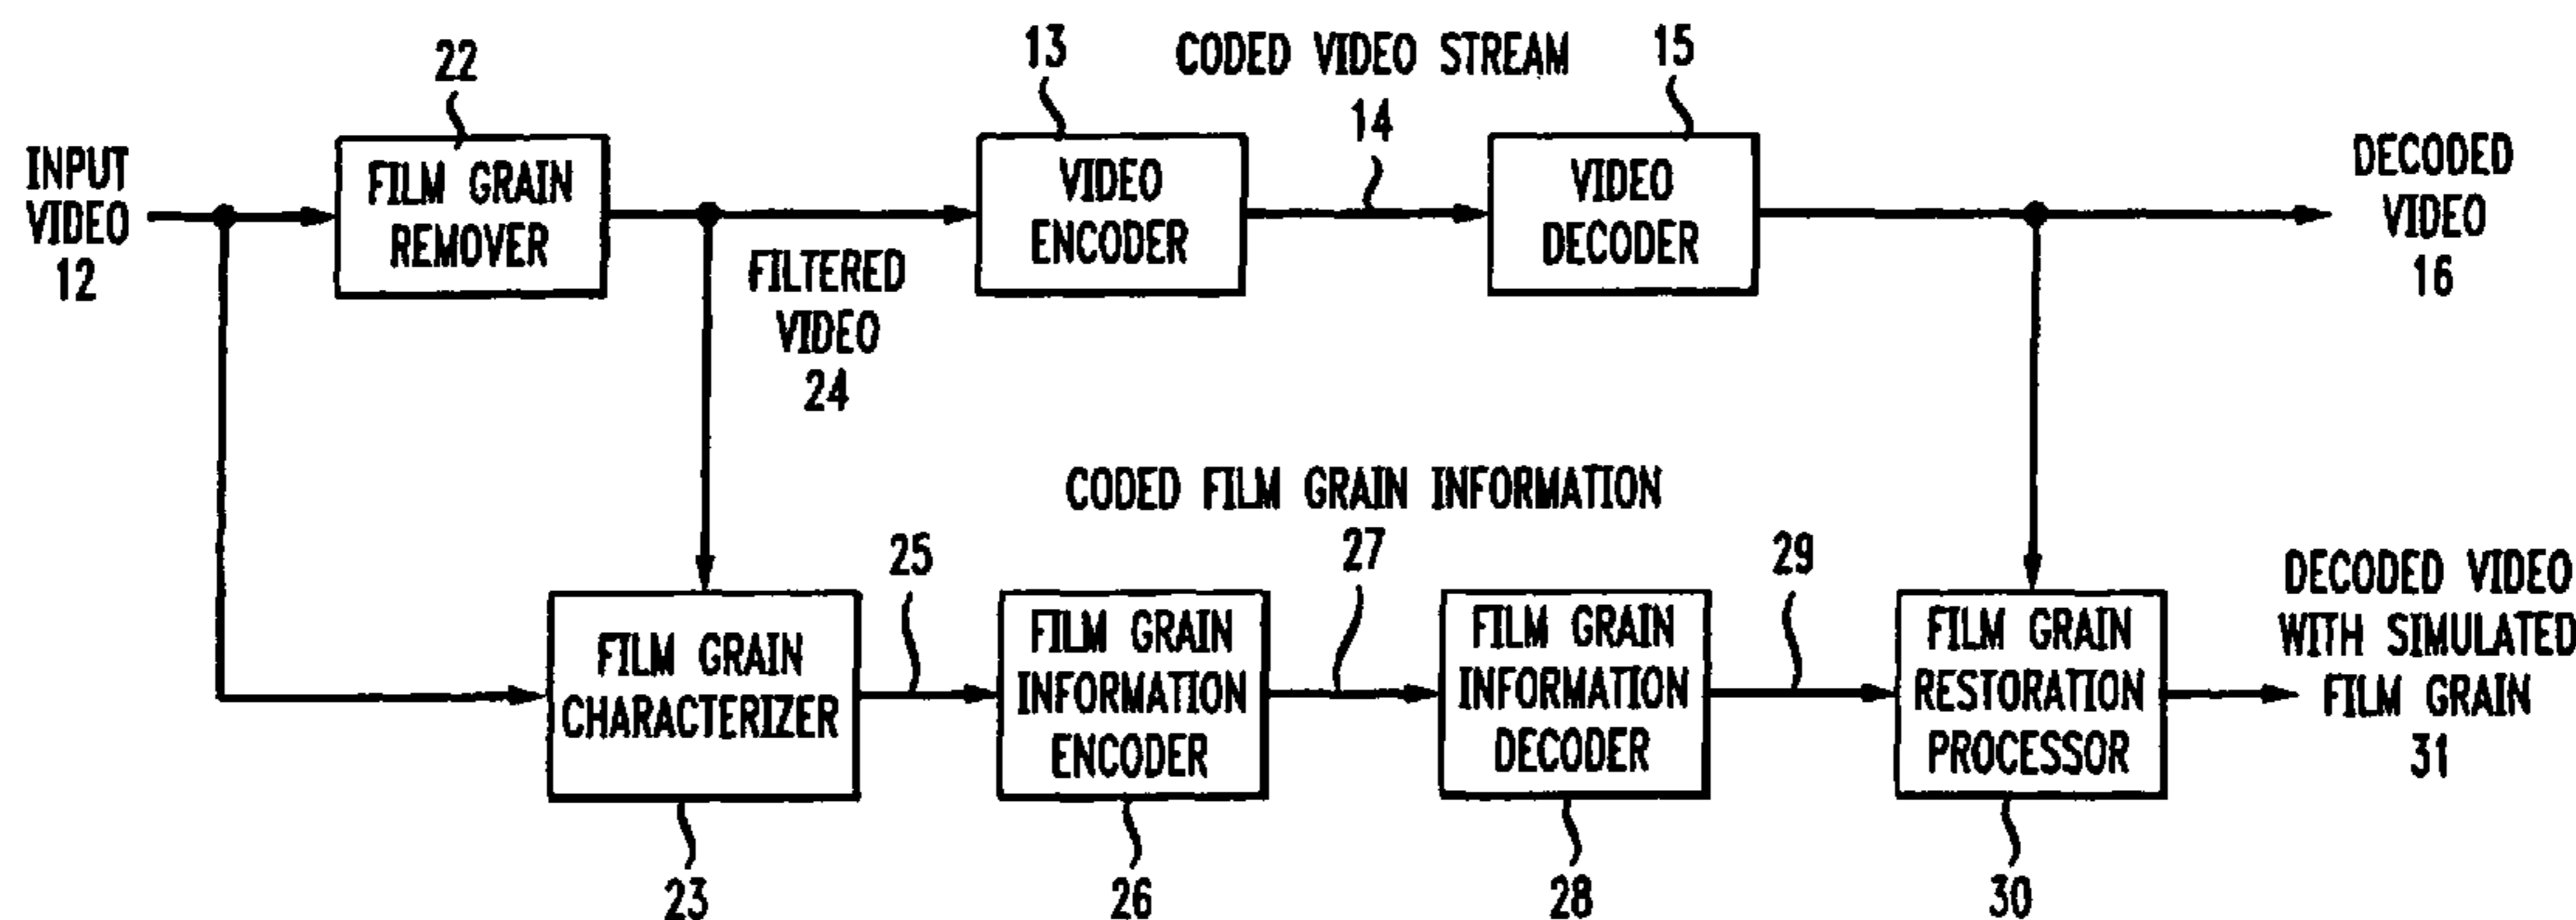 INPUT
VIDEO
12
22
FILM GRAIN
REMOVER
FILTERED
VIDEO
24
13
VIDEO
ENCODER
CODED VIDEO STREAM
14
15
VIDEO
DECODER
DECODED
VIDEO
16
FILM GRAIN
CHARACTERIZER
23
25
FILM GRAIN
INFORMATION
ENCODER
26
CODED FILM GRAIN INFORMATION
27
FILM GRAIN
INFORMATION
DECODER
28
29
FILM GRAIN
RESTORATION
PROCESSOR
30
DECODED VIDEO
WITH SIMULATED
FILM GRAIN
31